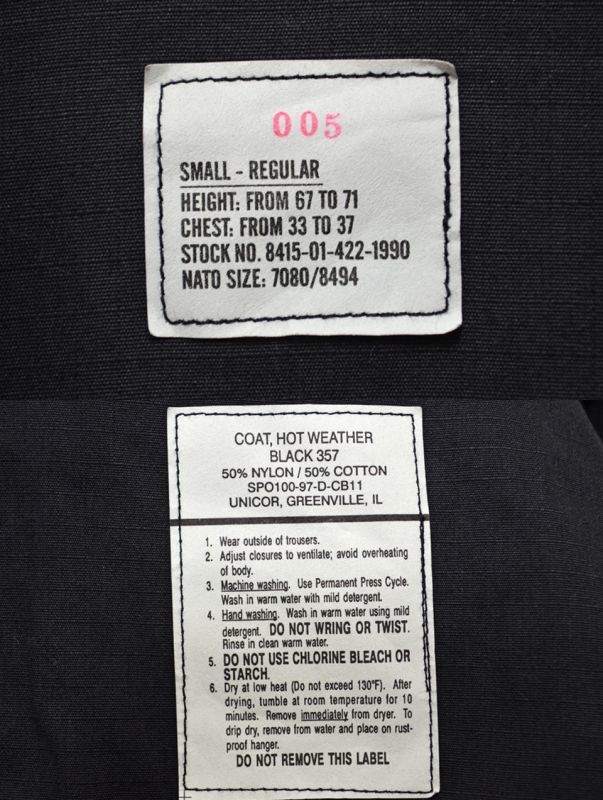 005
SMALL - REGULAR
HEIGHT: FROM 67 TO 71
CHEST: FROM 33 TO 37
STOCK NO. 8415-01-422-1990
NATO SIZE: 7080/8494
COAT, HOT WEATHER
BLACK 357
50% NYLON / 50% COTTON
SPO100-97-D-CB11
UNICOR, GREENVILLE, IL
1. Wear outside of trousers.
2. Adjust closures to ventilate; avoid overheating
of body.
3. Machine washing. Use Permanent Press Cycle.
Wash in warm water with mild detergent.
4. Hand washing. Wash in warm water using mild
detergent. DO NOT WRING OR TWIST.
Rinse in clean warm water.
5. DO NOT USE CHLORINE BLEACH OR
STARCH.
6. Dry at low heat (Do not exceed 130°F). After
drying, tumble at room temperature for 10
minutes. Remove immediately from dryer. To
drip dry, remove from water and place on rust-
proof hanger.
DO NOT REMOVE THIS LABEL